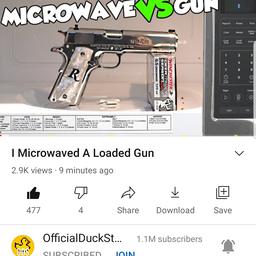 MICROWAVE VS GUN
R
I Microwaved A Loaded Gun
2.9K views · 9 minutes ago
477
4
Share
Download
Save
OfficialDuckSt...
1.1M subscribers
SUBSCRIBED
JOIN